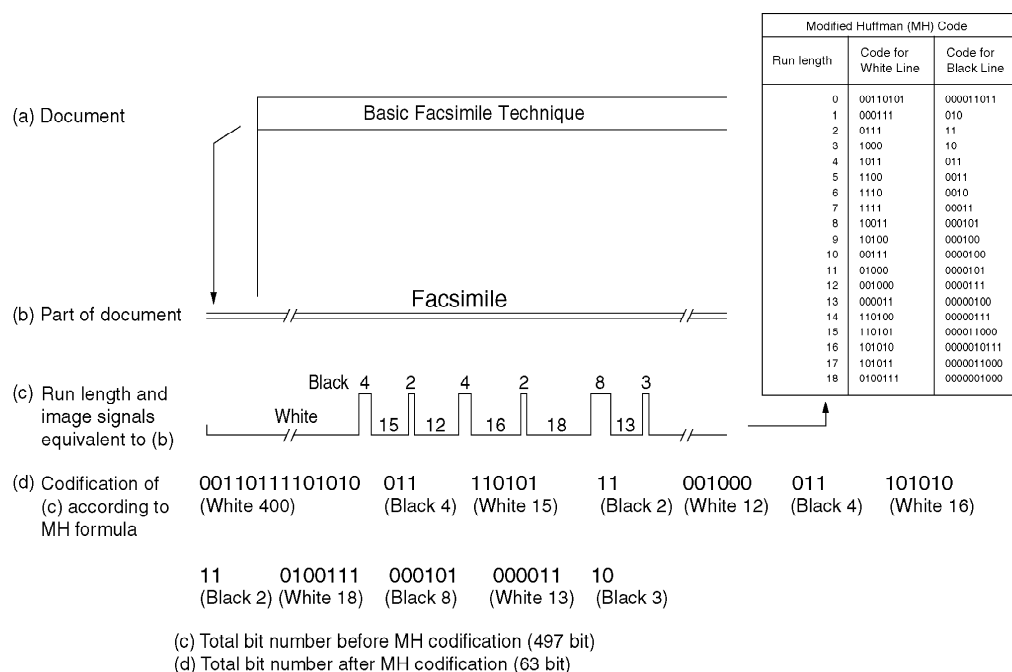 Modified Huffman (MH) Code
Run length Code for White Line Code for Black Line
0 00110101 000011011
1 000111 010
2 0111 11
3 1000 10
4 1011 011
5 1100 0011
6 1110 0010
7 1111 00011
8 10011 000101
9 10100 000100
10 00111 0000100
11 01000 0000101
12 001000 0000111
13 000011 00000100
14 110100 00000111
15 110101 000011000
16 101010 0000010111
17 101011 0000011000
18 0100111 0000001000
(a) Document
Basic Facsimile Technique
(b) Part of document
Facsimile
(c) Run length and
image signals
equivalent to (b)
Black 4 2 4 2 8 3
White
15 12 16 18 13
(d) Codification of
(c) according to
MH formula
00110111101010 011 110101 11 001000 011 101010
(White 400) (Black 4) (White 15) (Black 2) (White 12) (Black 4) (White 16)
11 0100111 000101 000011 10
(Black 2) (White 18) (Black 8) (White 13) (Black 3)
(c) Total bit number before MH codification (497 bit)
(d) Total bit number after MH codification (63 bit)